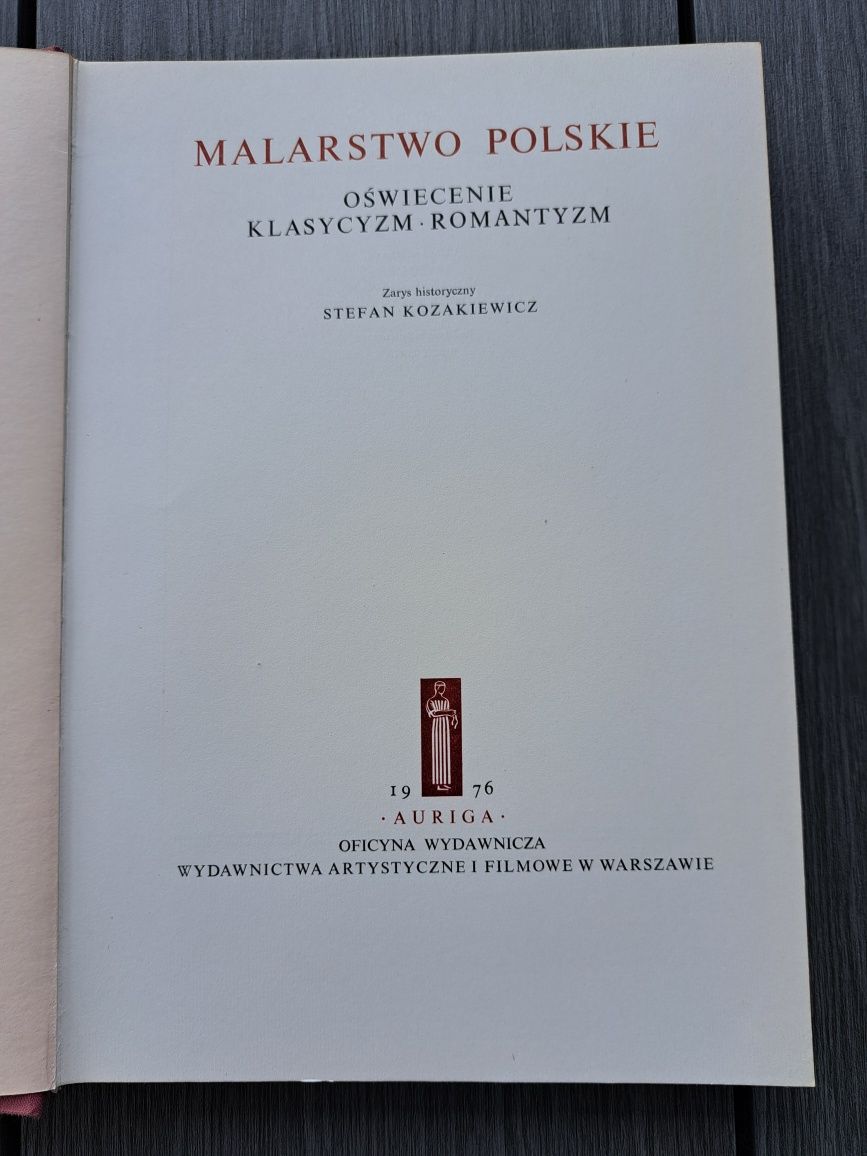 MALARSTWO POLSKIE
OŚWIECENIE
KLASYCYZM · ROMANTYZM
Zarys historyczny
STEFAN KOZAKIEWICZ
19 76
· AURIGA ·
OFICYNA WYDAWNICZA
WYDAWNICTWA ARTYSTYCZNE I FILMOWE W WARSZAWIE